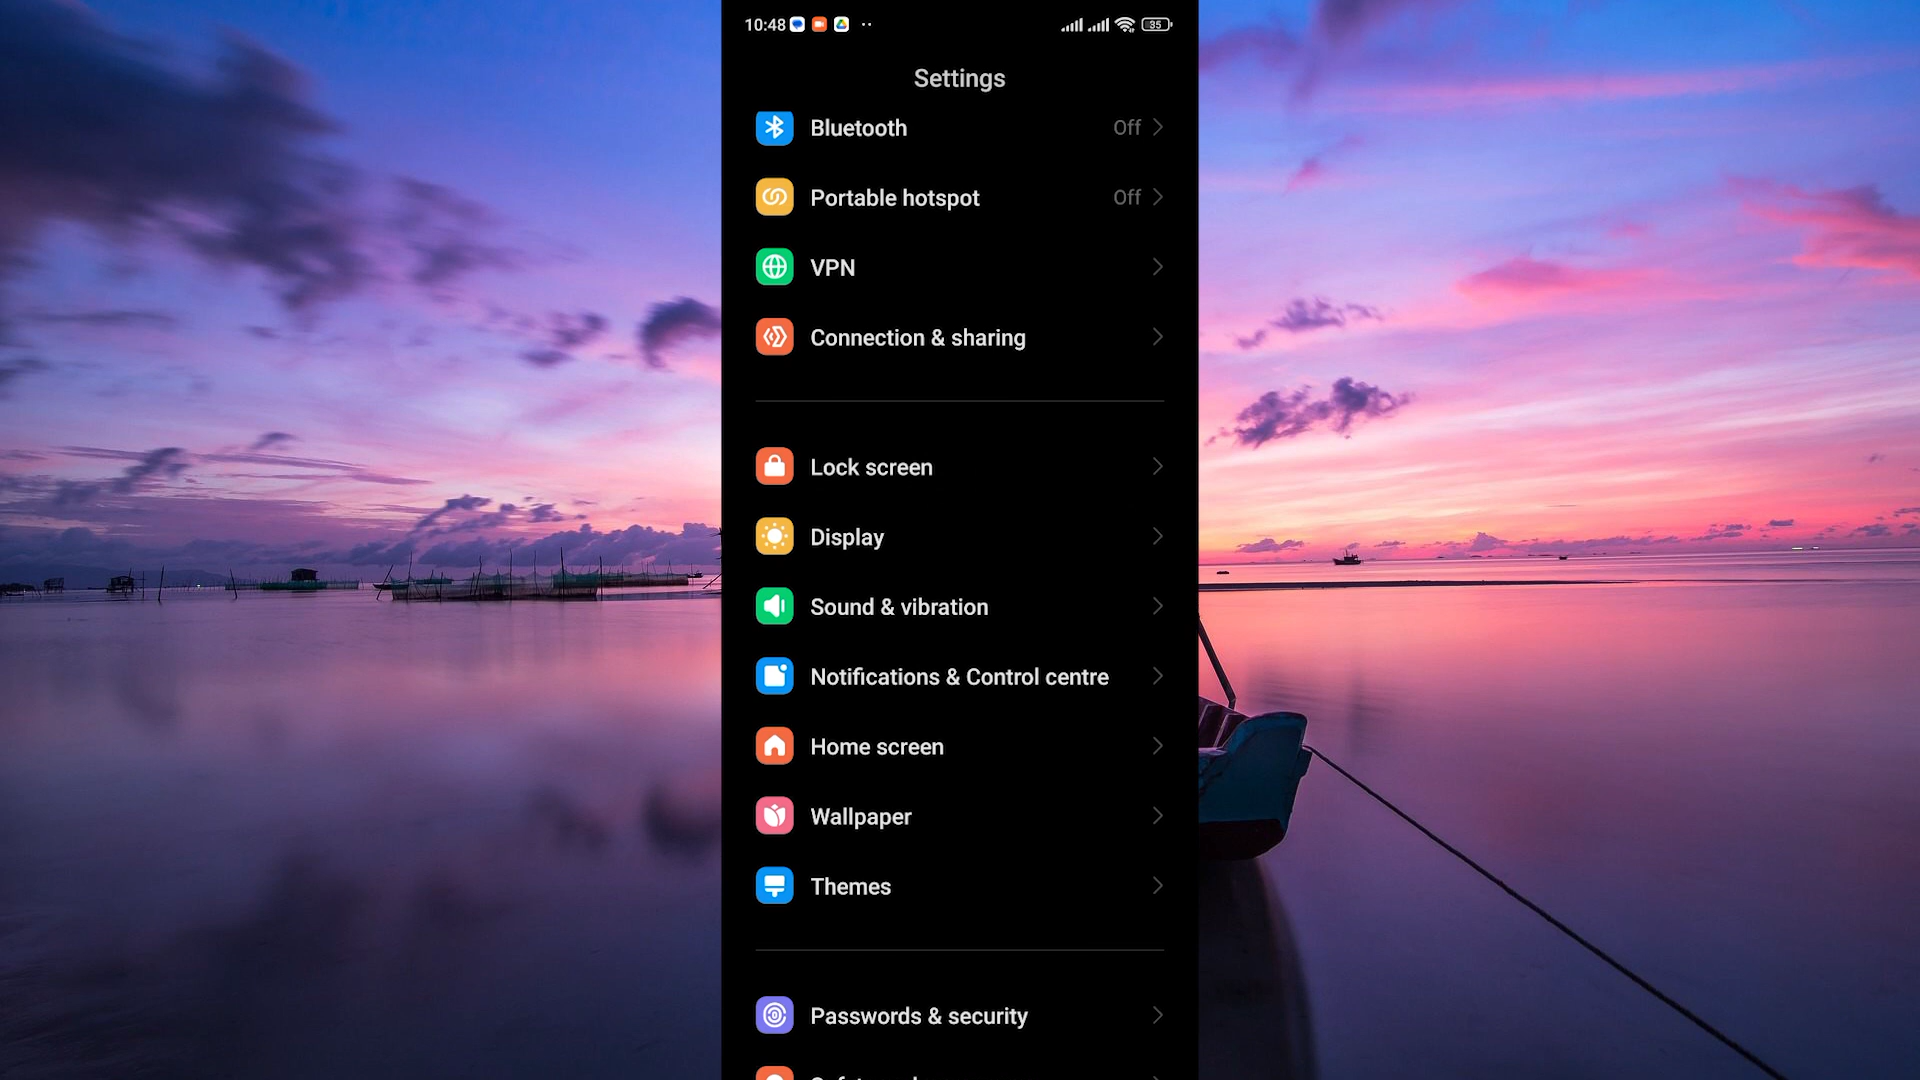 10:48
35
Settings
Bluetooth Off
Portable hotspot Off
VPN
Connection & sharing
Lock screen
Display
Sound & vibration
Notifications & Control centre
Home screen
Wallpaper
Themes
Passwords & security